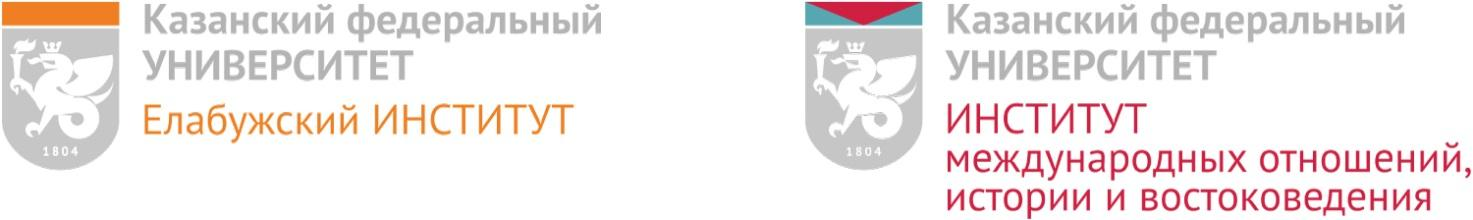 Казанский федеральный
УНИВЕРСИТЕТ
Елабужский ИНСТИТУТ
1804
Казанский федеральный
УНИВЕРСИТЕТ
ИНСТИТУТ
международных отношений,
истории и востоковедения
1804